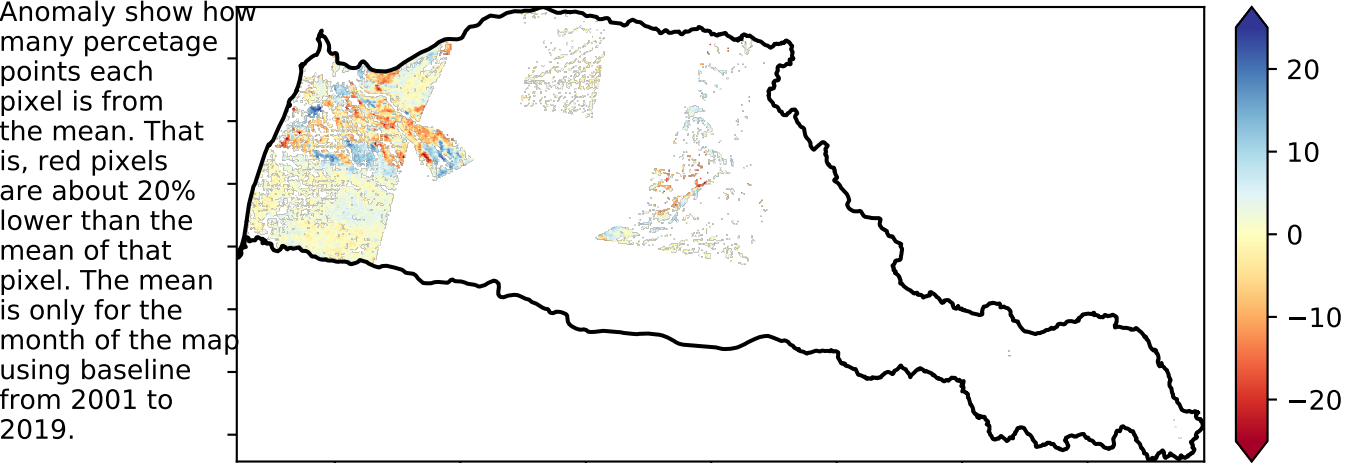 Anomaly show how
many percetage
points each
pixel is from
the mean. That
is, red pixels
are about 20%
lower than the
mean of that
pixel. The mean
is only for the
month of the map
using baseline
from 2001 to
2019.
20
10
0
−10
−20